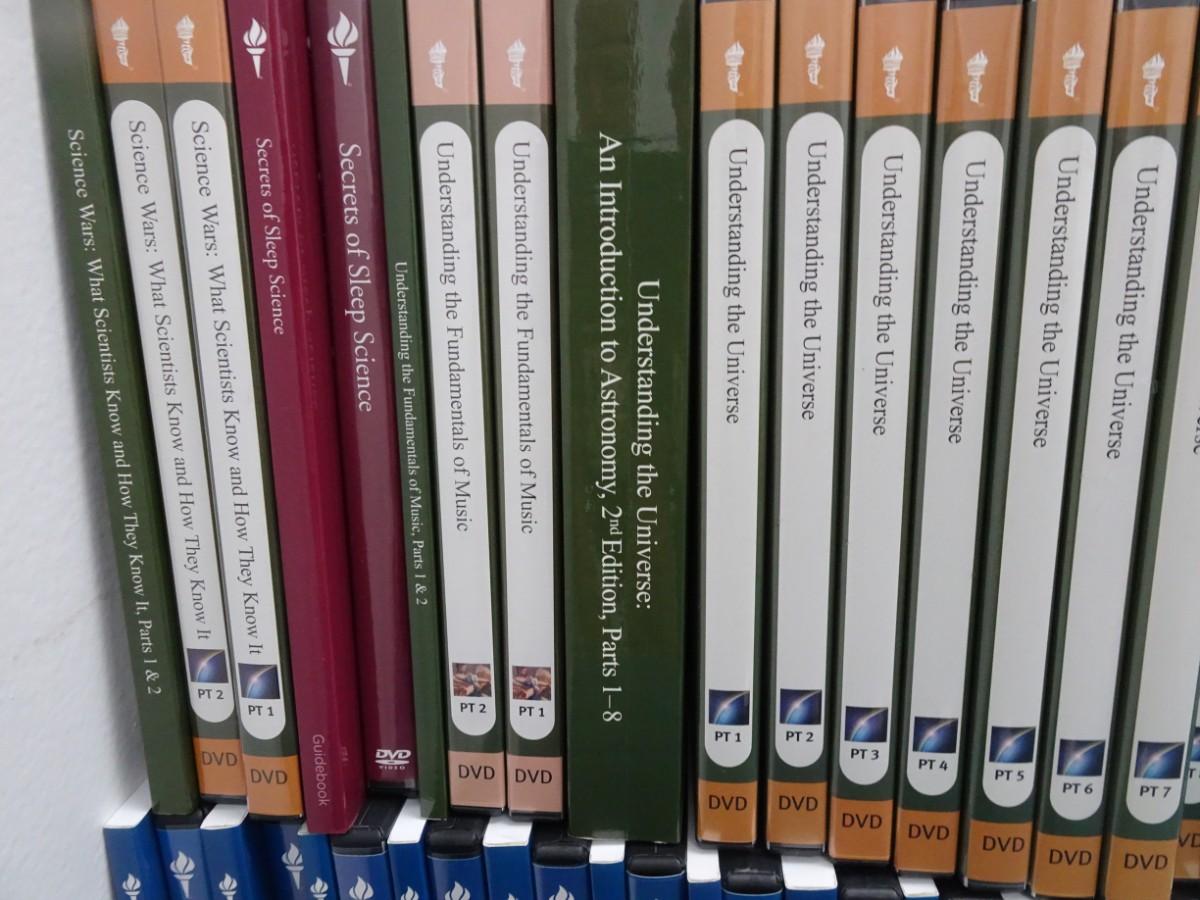 Science Wars: What Scientists Know and How They Know It, Parts 1 & 2
Science Wars: What Scientists Know and How They Know It
PT 2
DVD
Science Wars: What Scientists Know and How They Know It
PT 1
DVD
Secrets of Sleep Science
Guidebook
Secrets of Sleep Science
DVD
VIDEO
Understanding the Fundamentals of Music, Parts 1 & 2
Understanding the Fundamentals of Music
PT 2
DVD
Understanding the Fundamentals of Music
PT 1
DVD
Understanding the Universe:
An Introduction to Astronomy, 2nd Edition, Parts 1–8
Understanding the Universe
PT 1
DVD
Understanding the Universe
PT 2
DVD
Understanding the Universe
PT 3
DVD
Understanding the Universe
PT 4
DVD
Understanding the Universe
PT 5
DVD
Understanding the Universe
PT 6
DVD
Understanding the Universe
PT 7
DVD